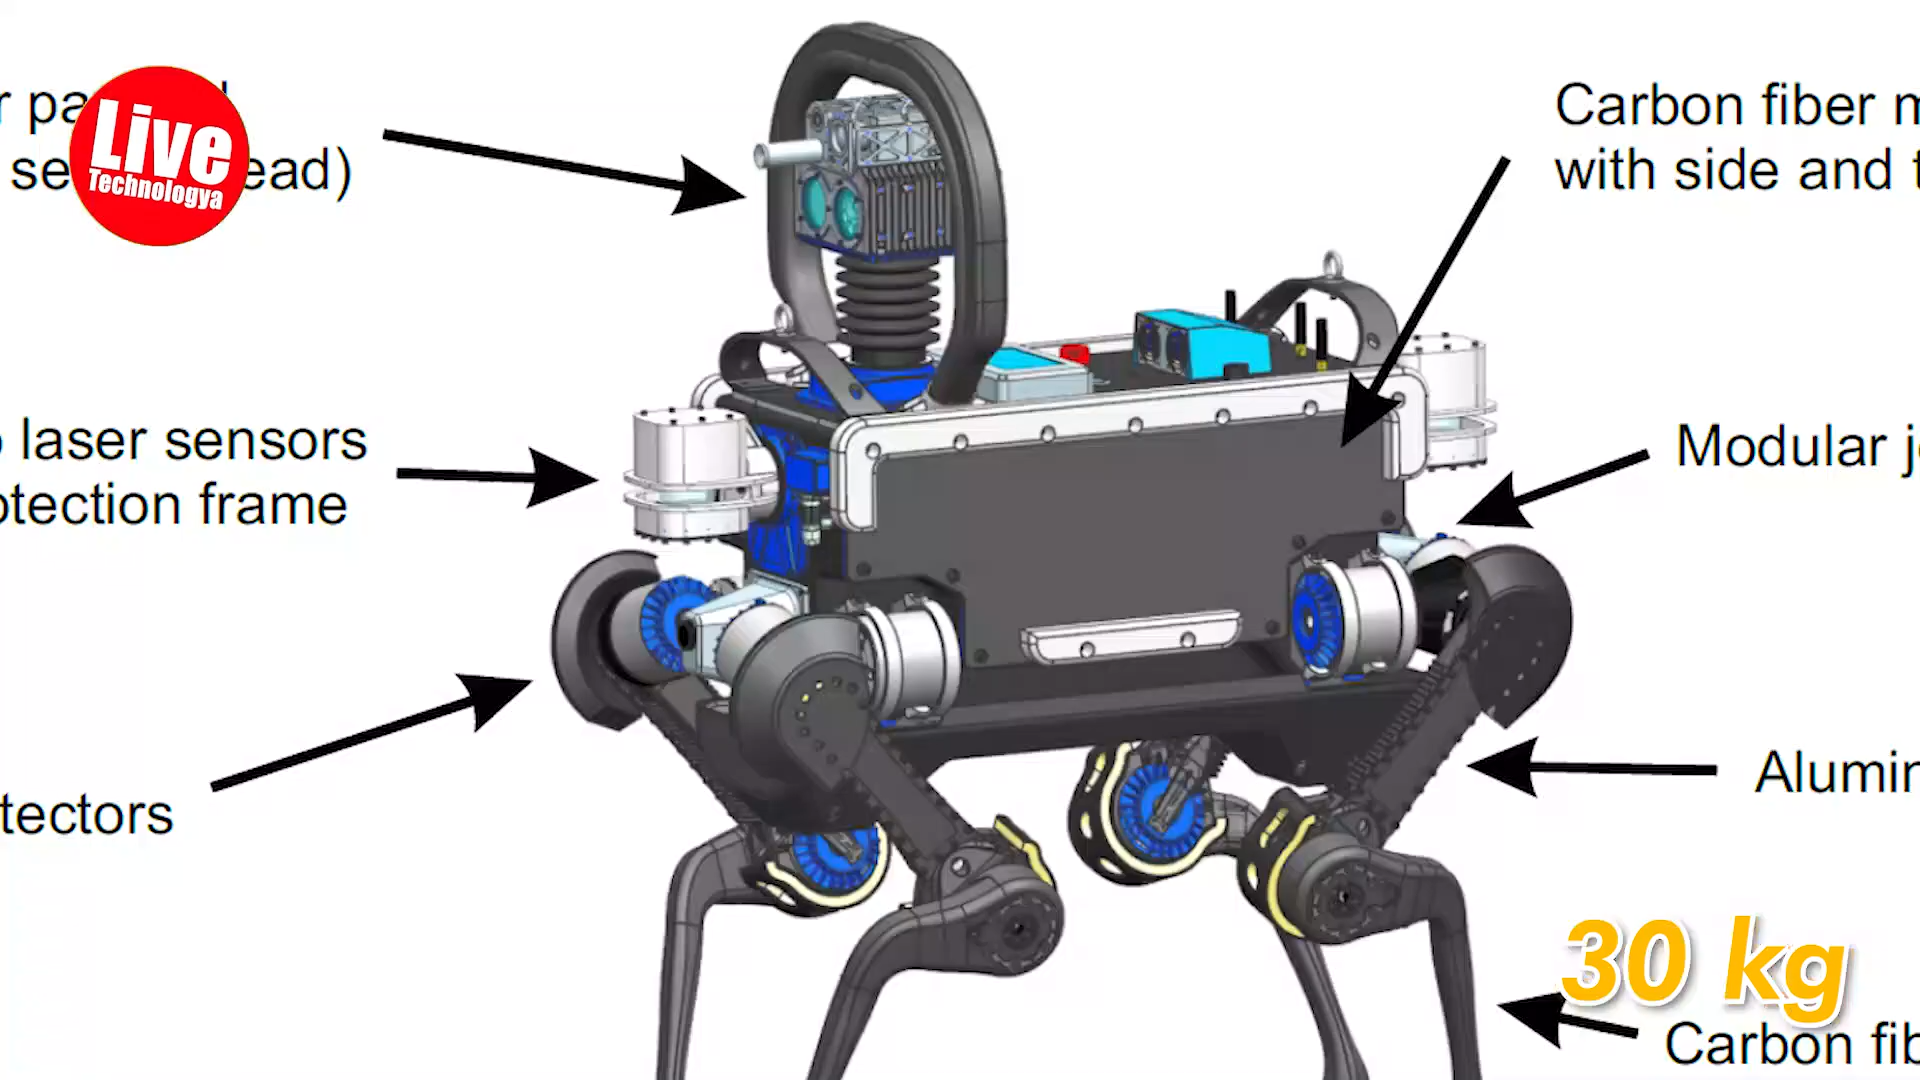 r pa
Live
Technologya
se ead)
Carbon fiber m
with side and t
laser sensors
otection frame
Modular j
tectors
Alumin
30 kg
Carbon fib